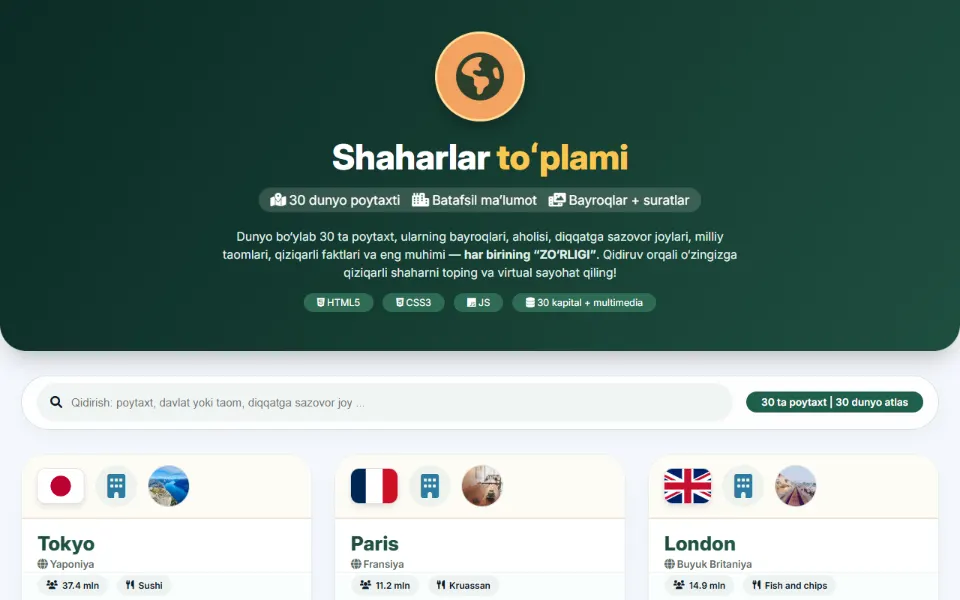 Shaharlar toʻplami
30 dunyo poytaxti Batafsil ma’lumot Bayroqlar + suratlar
Dunyo bo‘ylab 30 ta poytaxt, ularning bayroqlari, aholisi, diqqatga sazovor joylari, milliy
taomlari, qiziqarli faktlari va eng muhimi — har birining “ZO‘RLIGI”. Qidiruv orqali o‘zingizga
qiziqarli shaharni toping va virtual sayohat qiling!
HTML5 CSS3 JS 30 kapital + multimedia
Qidirish: poytaxt, davlat yoki taom, diqqatga sazovor joy ...
30 ta poytaxt | 30 dunyo atlas
Tokyo
Yaponiya
37.4 mln Sushi
Paris
Fransiya
11.2 mln Kruassan
London
Buyuk Britaniya
14.9 mln Fish and chips